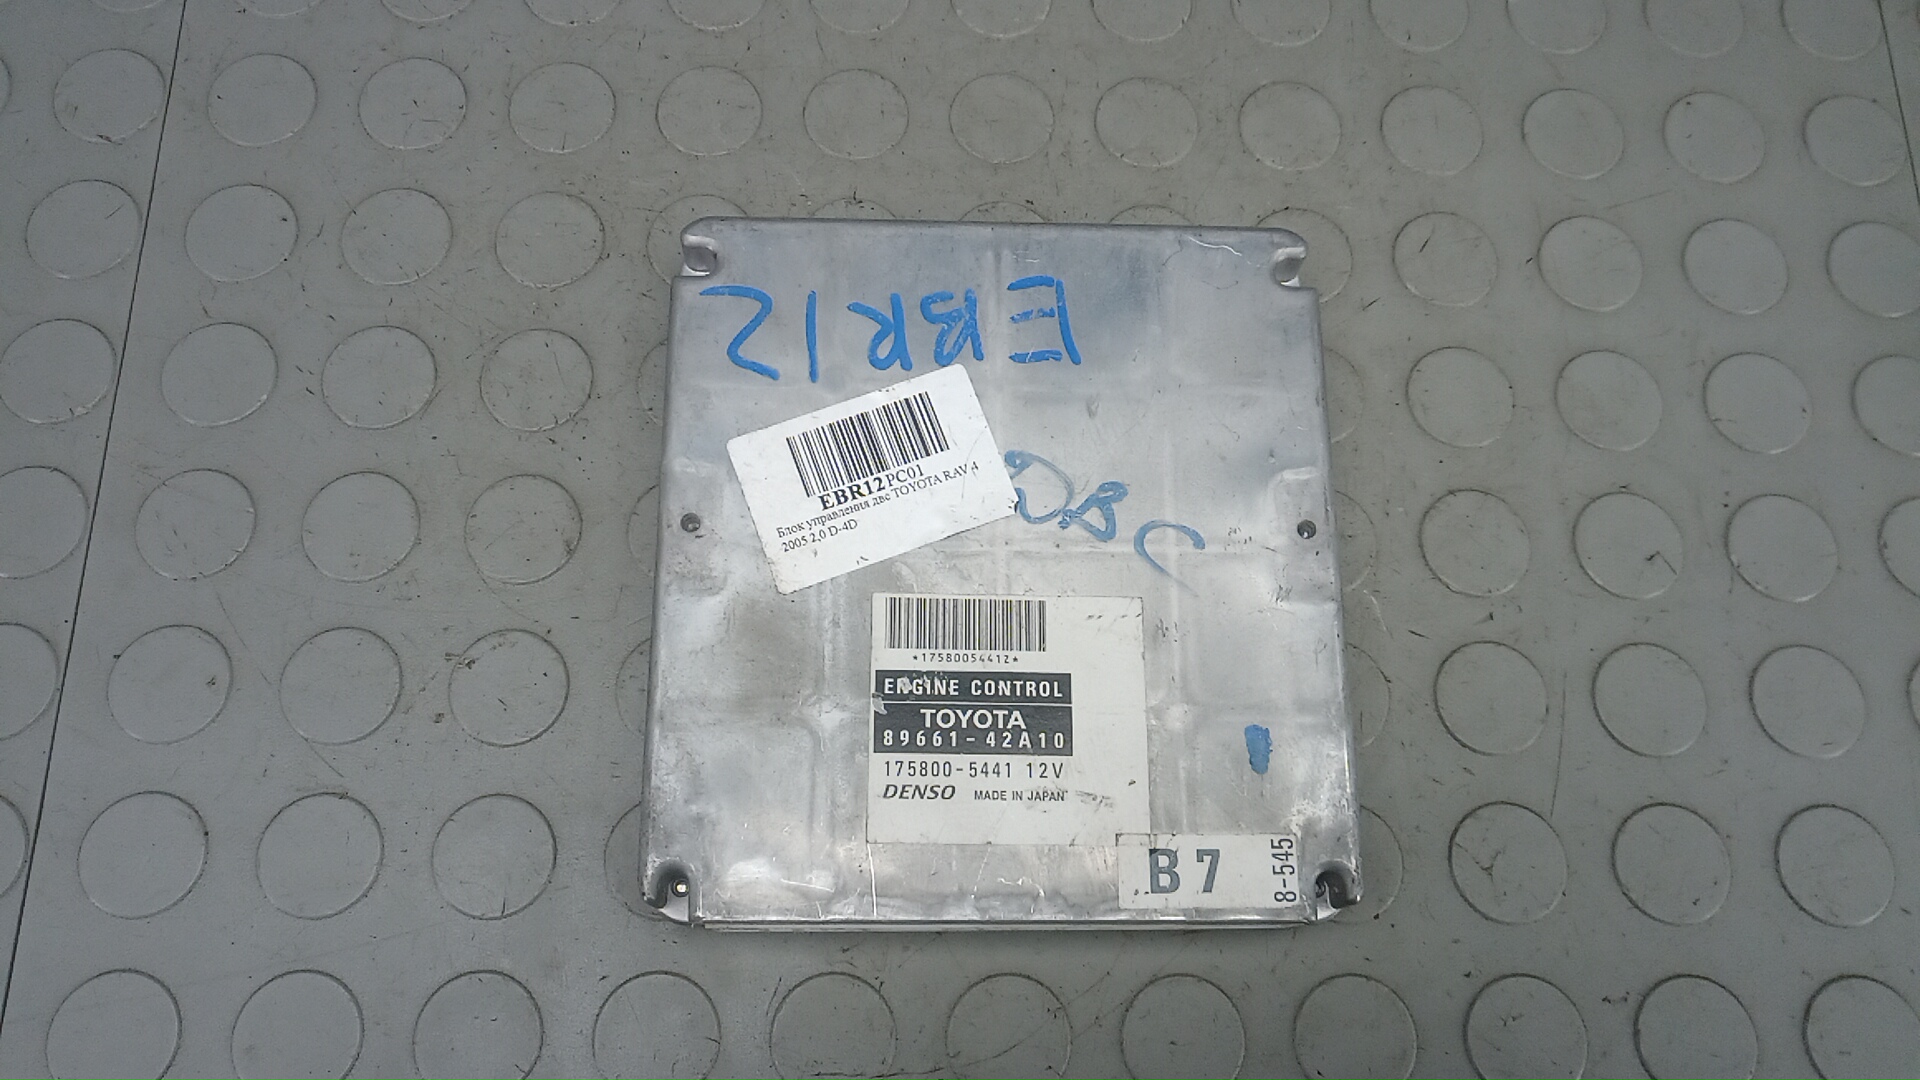 EBR12
EBR12PC01
Блок управления двс TOYOTA RAV 4
2005 2,0 D-4D
*17580054412*
ENGINE CONTROL
TOYOTA
89661-42A10
175800-5441 12V
DENSO MADE IN JAPAN
B7
8-545